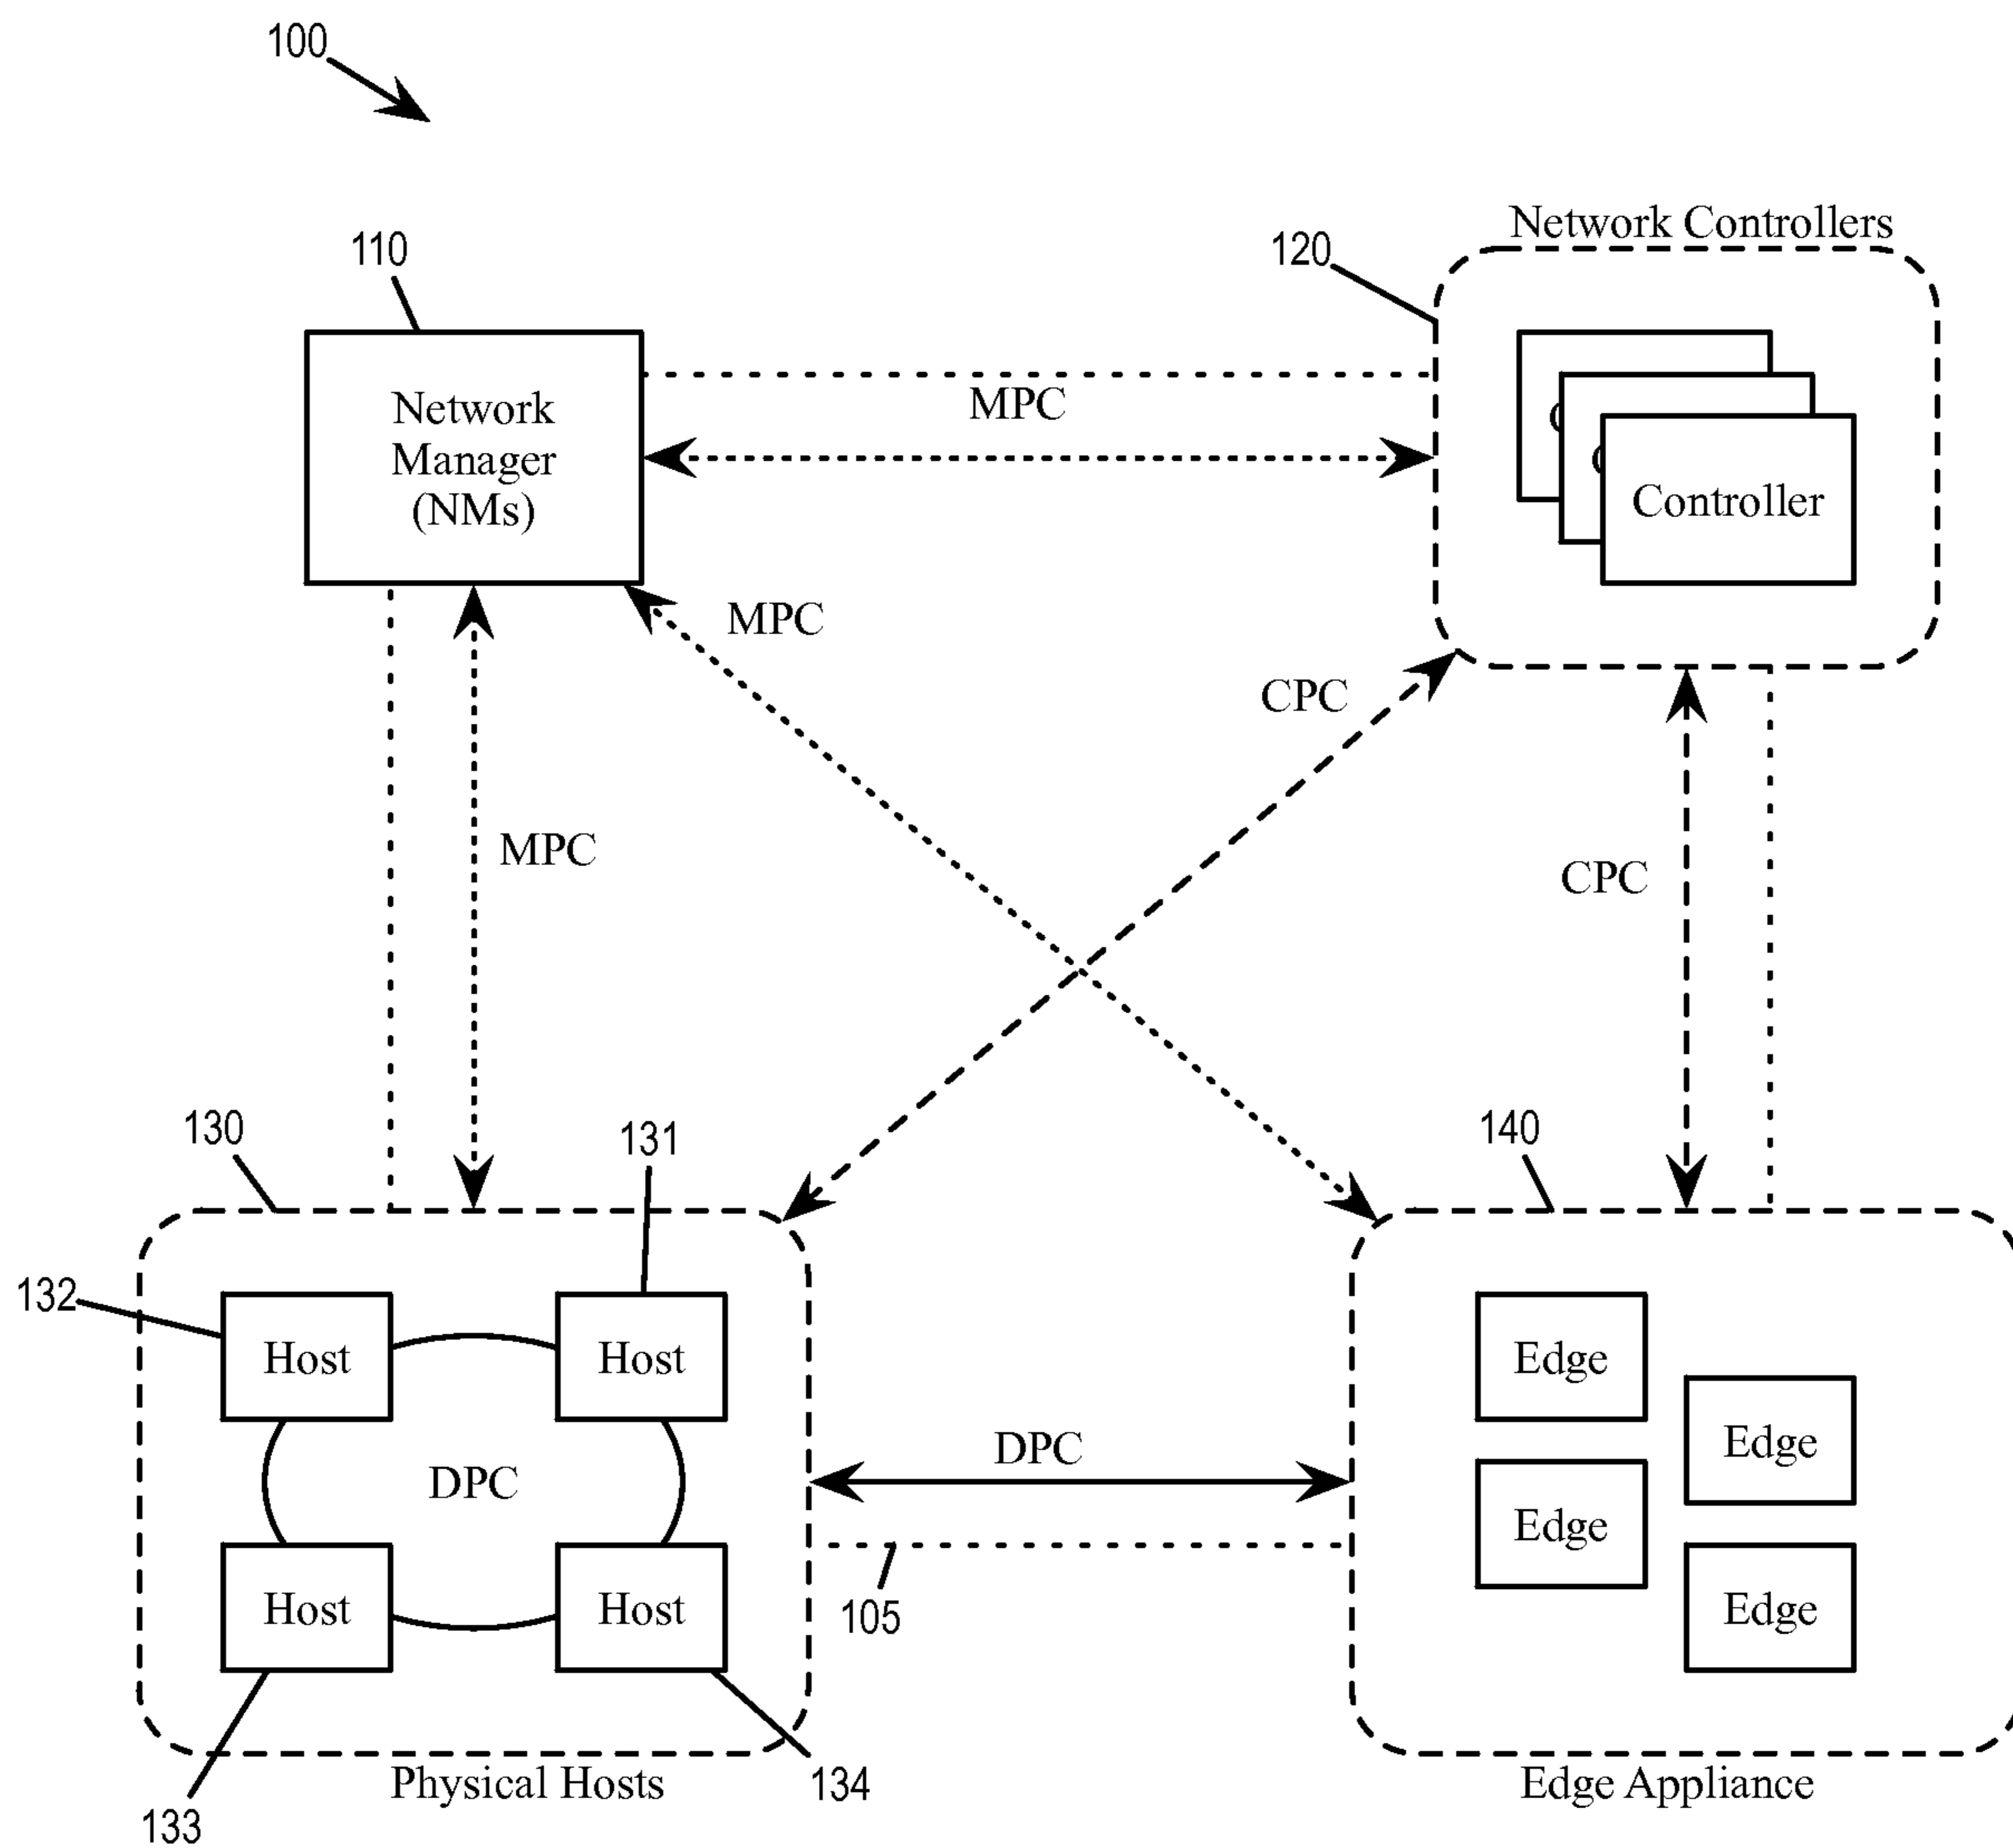 100
Network Controllers
110
120
Network
Manager
(NMs)
MPC
Controller
MPC
CPC
MPC
CPC
130
131
140
132
Host
Host
Edge
Edge
DPC
DPC
Edge
Host
Host
Edge
105
Physical Hosts
134
Edge Appliance
133